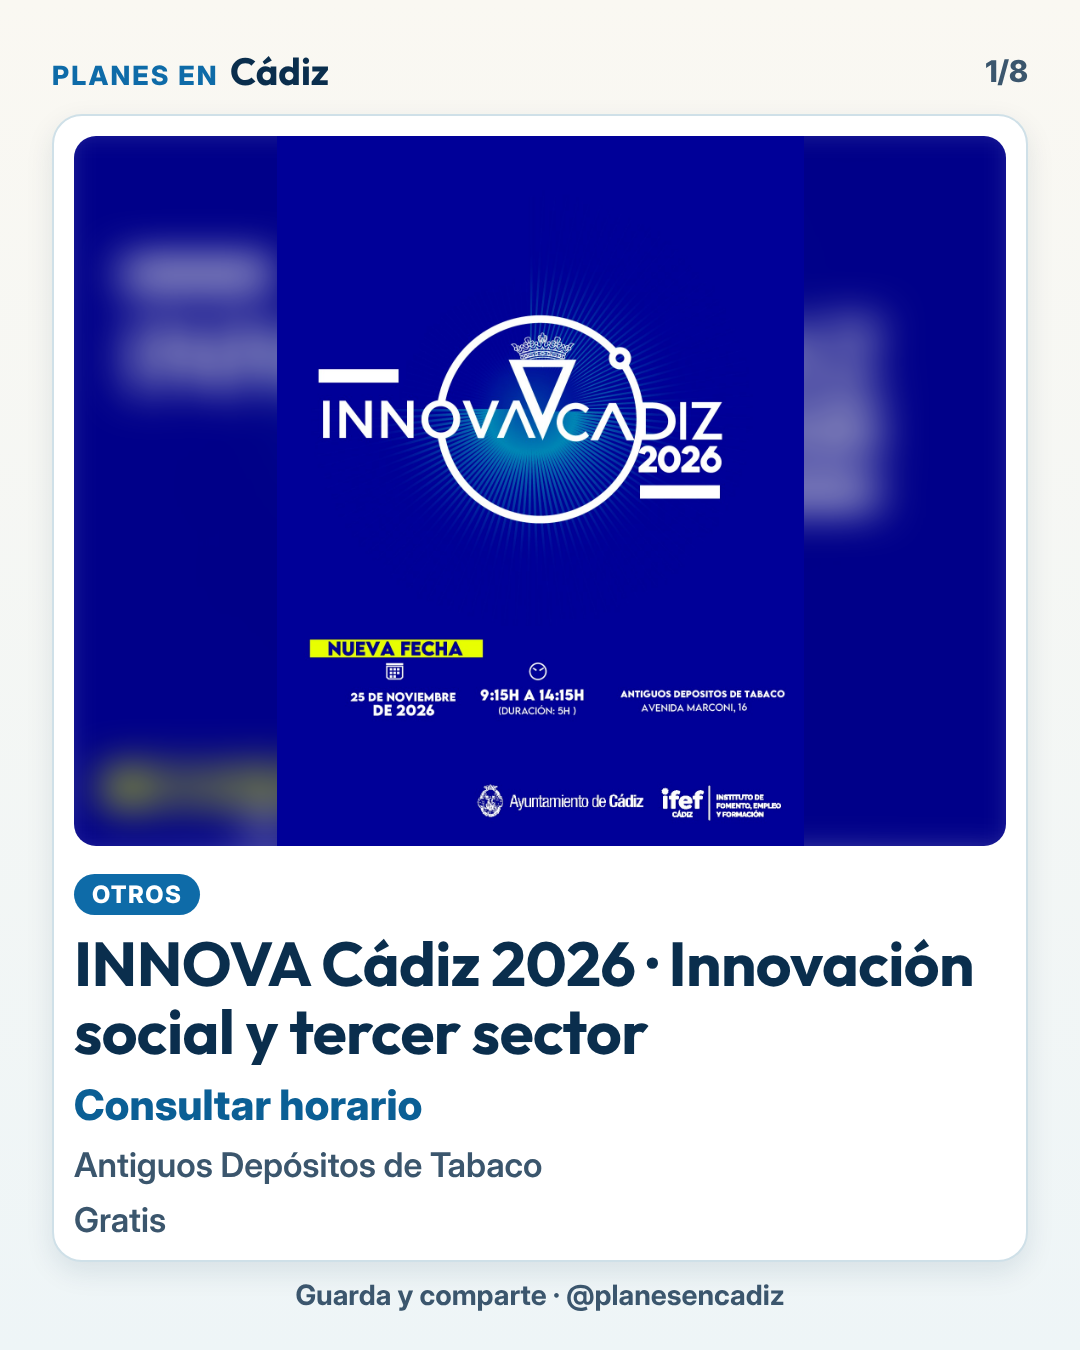 PLANES EN Cádiz
1/8
INNOVA CADIZ
2026
NUEVA FECHA
25 DE NOVIEMBRE
DE 2026
9:15H A 14:15H
(DURACIÓN: 5H )
ANTIGUOS DEPOSITOS DE TABACO
AVENIDA MARCONI, 16
Ayuntamiento de Cádiz
ifef
CÁDIZ
INSTITUTO DE
FOMENTO, EMPLEO
Y FORMACIÓN
OTROS
INNOVA Cádiz 2026 · Innovación
social y tercer sector
Consultar horario
Antiguos Depósitos de Tabaco
Gratis
Guarda y comparte · @planesencadiz